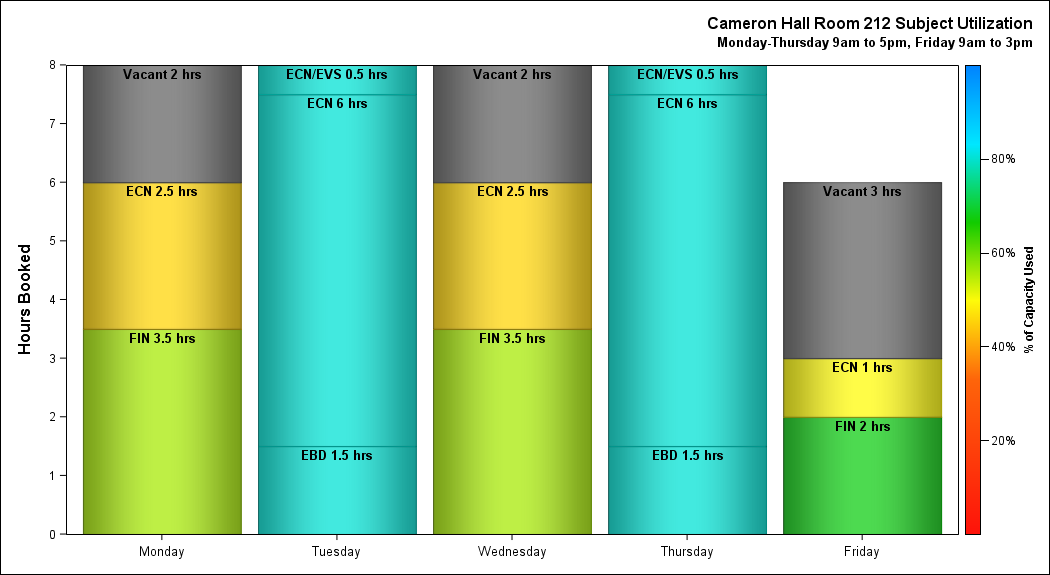 Cameron Hall Room 212 Subject Utilization
Monday-Thursday 9am to 5pm, Friday 9am to 3pm
Hours Booked
8
7
6
5
4
3
2
1
0
Vacant 2 hrs
ECN 2.5 hrs
FIN 3.5 hrs
ECN/EVS 0.5 hrs
ECN 6 hrs
EBD 1.5 hrs
Vacant 2 hrs
ECN 2.5 hrs
FIN 3.5 hrs
ECN/EVS 0.5 hrs
ECN 6 hrs
EBD 1.5 hrs
Vacant 3 hrs
ECN 1 hrs
FIN 2 hrs
Monday
Tuesday
Wednesday
Thursday
Friday
80%
60%
40%
20%
% of Capacity Used